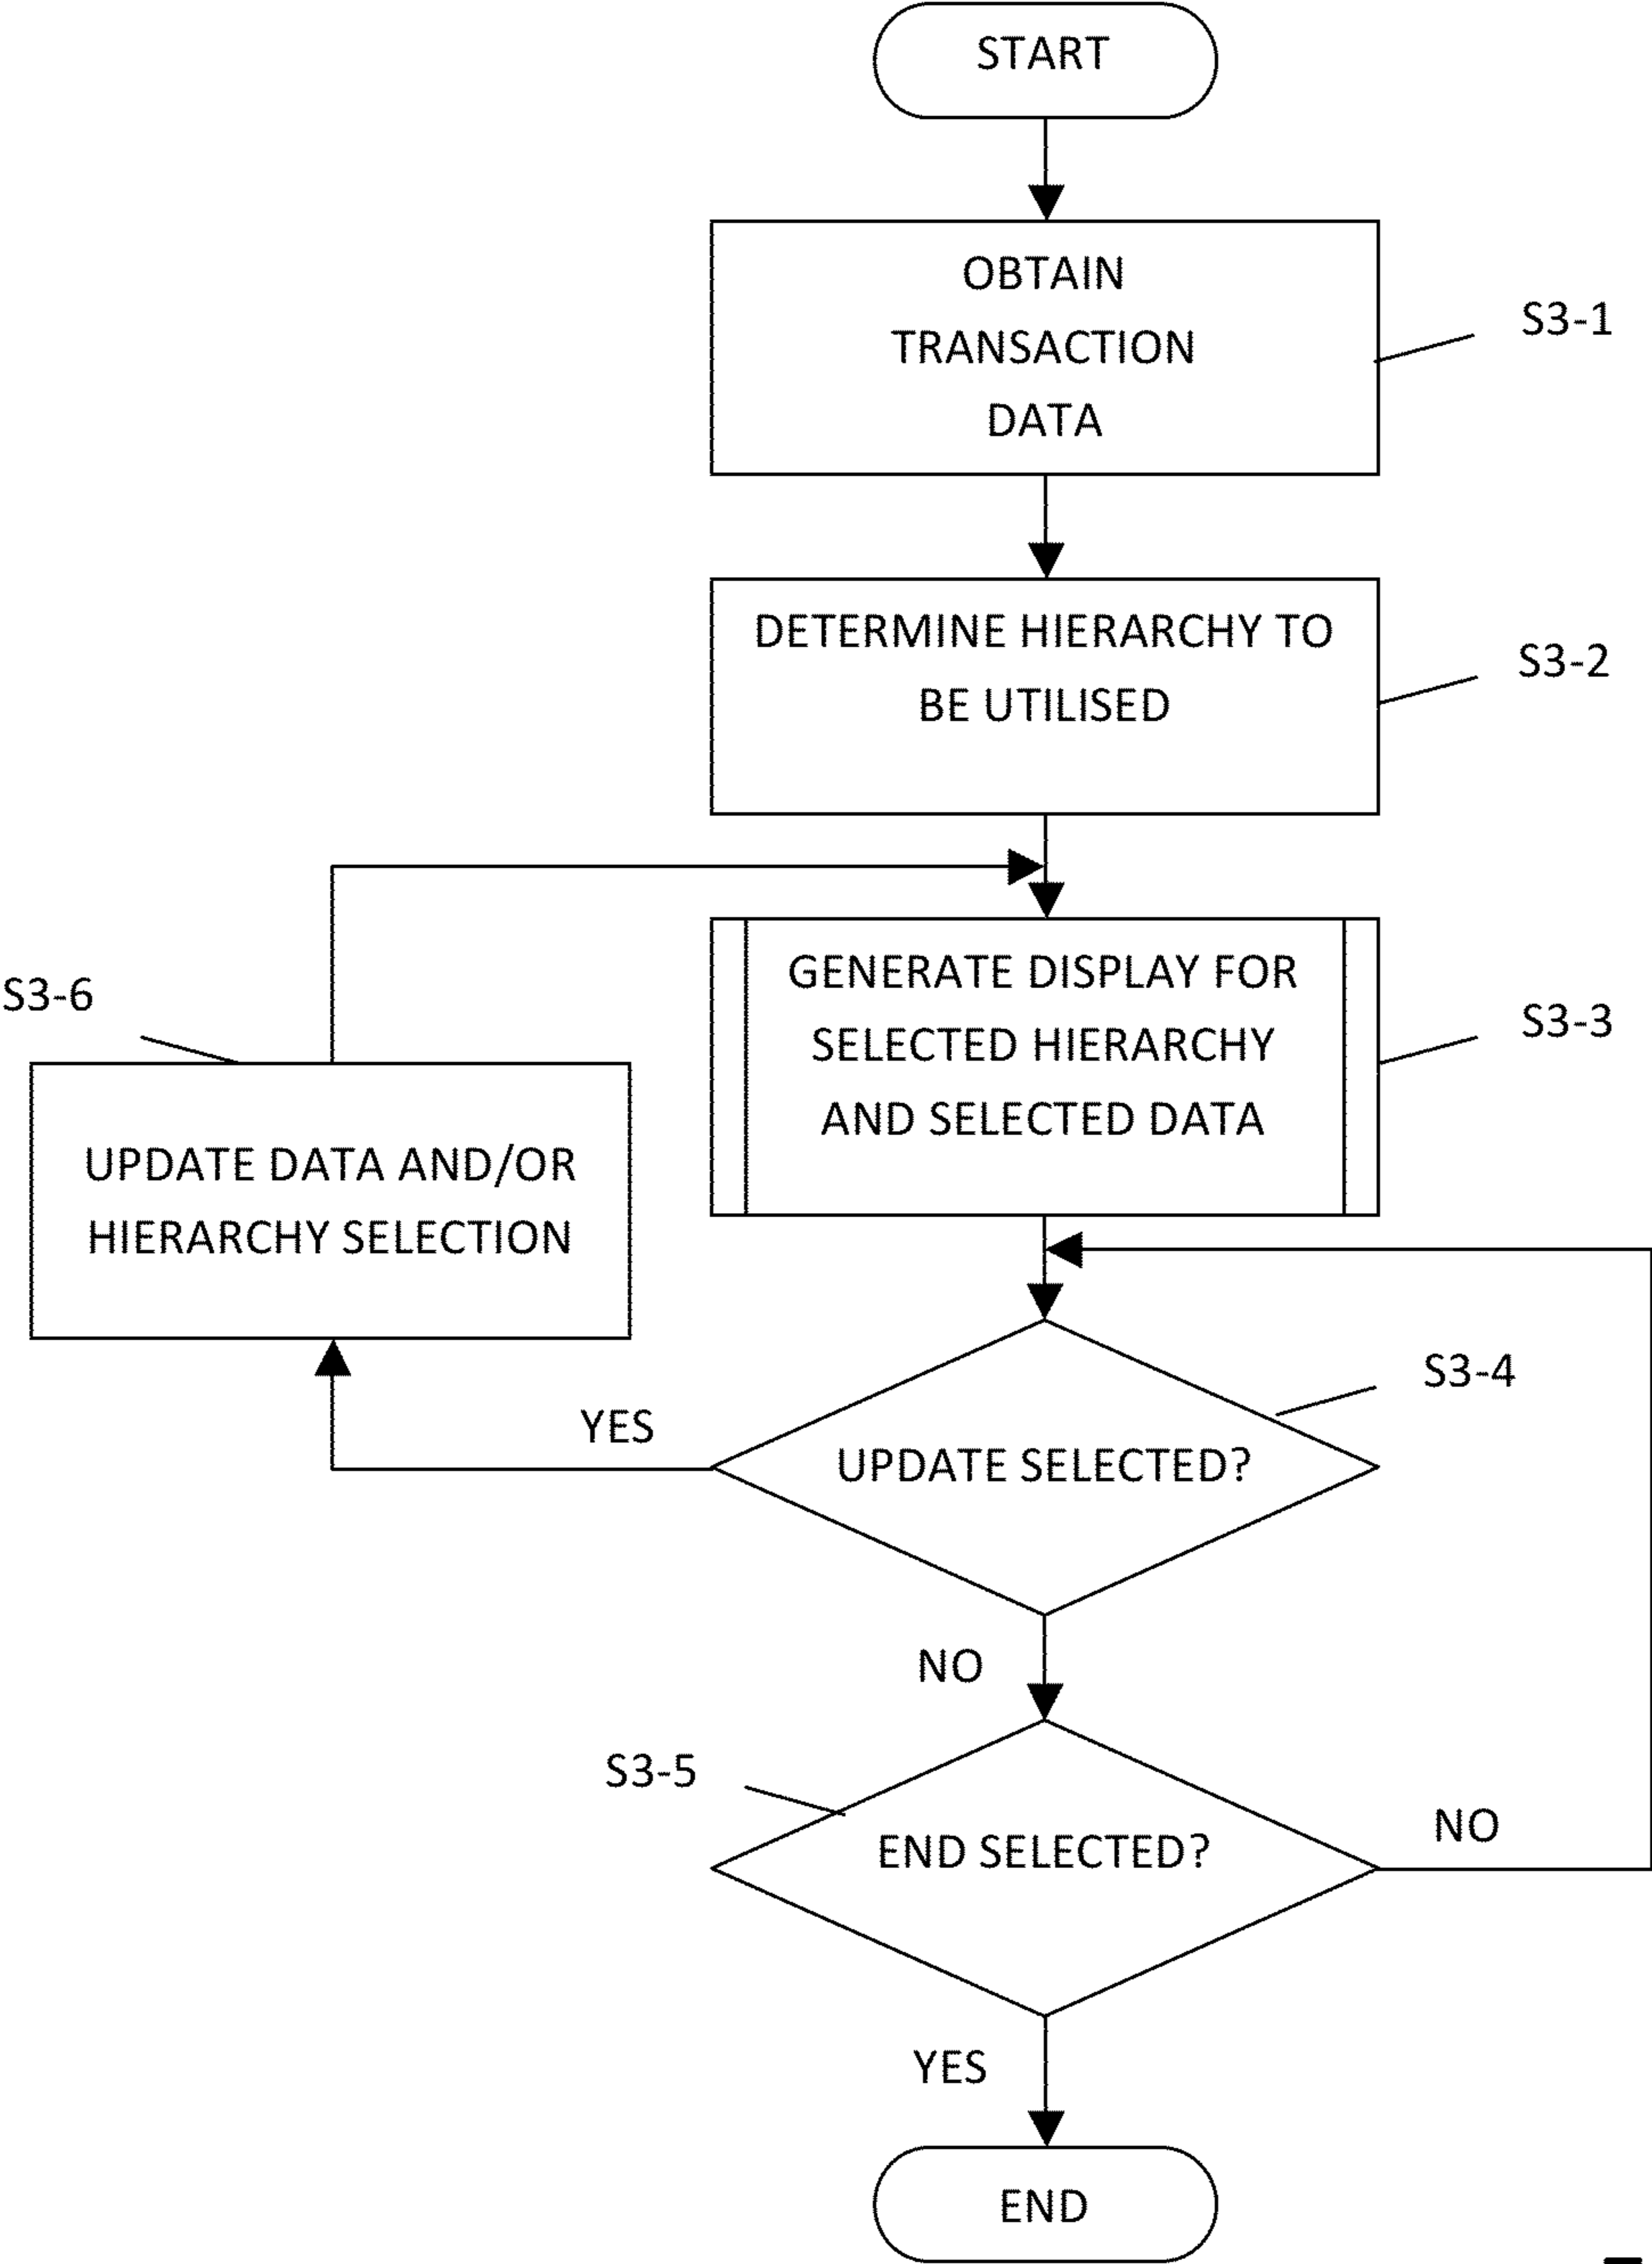 START
OBTAIN
TRANSACTION
DATA
S3-1
DETERMINE HIERARCHY TO
BE UTILISED
S3-2
GENERATE DISPLAY FOR
SELECTED HIERARCHY
AND SELECTED DATA
S3-3
S3-6
UPDATE DATA AND/OR
HIERARCHY SELECTION
S3-4
YES
UPDATE SELECTED?
NO
S3-5
END SELECTED?
NO
YES
END